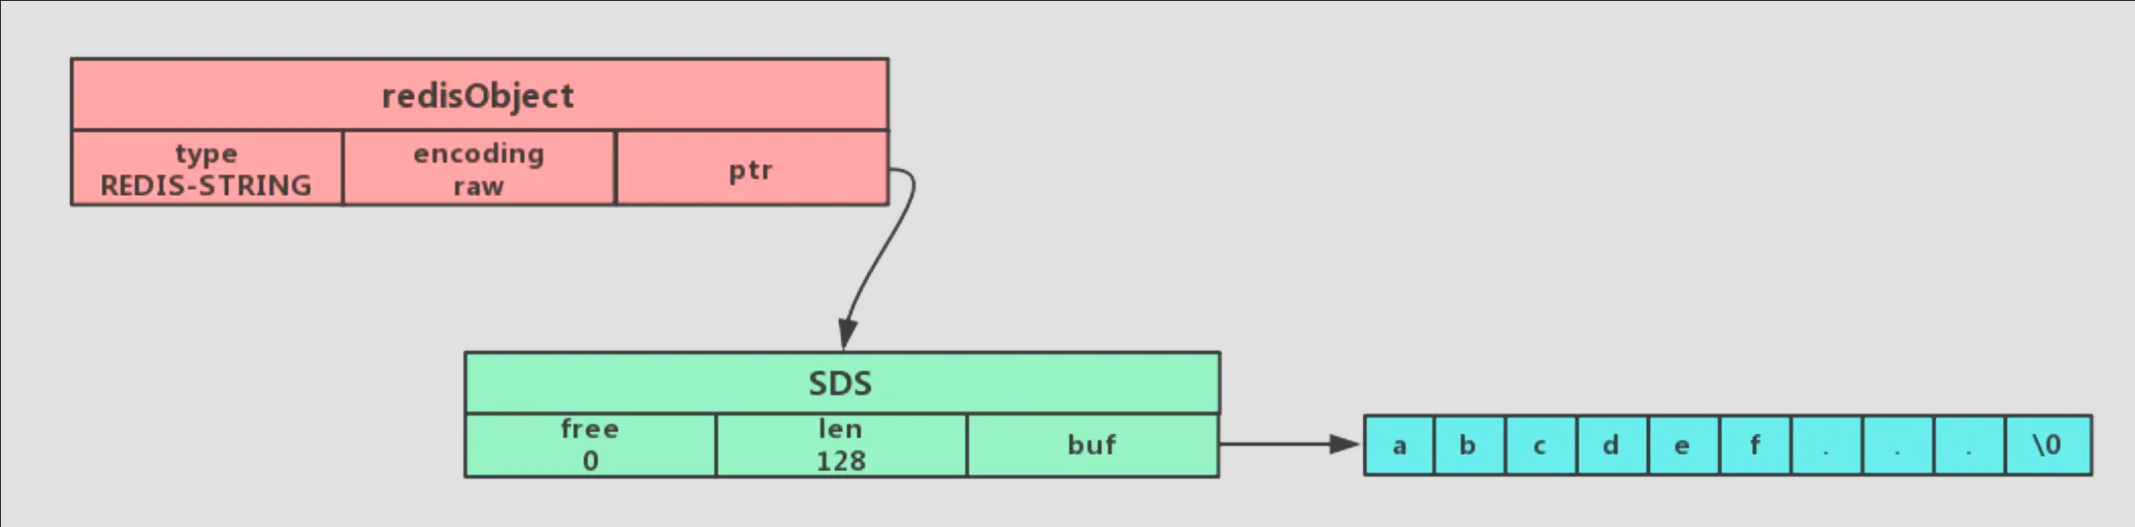 redisObject
type
REDIS-STRING
encoding
raw
ptr
SDS
free
0
len
128
buf
a b c d e f . . . \0